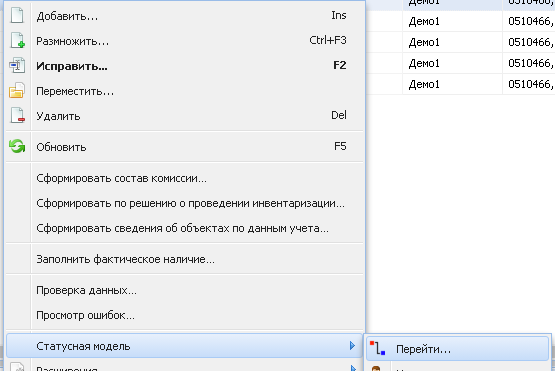 Добавить... Ins
Размножить... Ctrl+F3
Исправить... F2
Переместить...
Удалить Del
Обновить F5
Сформировать состав комиссии...
Сформировать по решению о проведении инвентаризации...
Сформировать сведения об объектах по данным учета...
Заполнить фактическое наличие...
Проверка данных...
Просмотр ошибок...
Статусная модель
Расширения
Перейти...
Демо1 0510466,
Демо1 0510466,
Демо1 0510466,
Демо1 0510466,
Демо1 0510466,